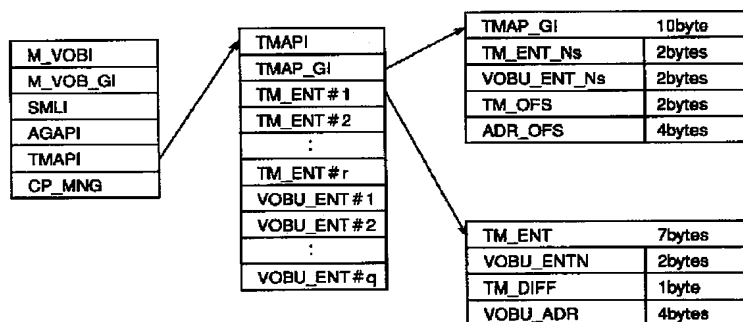 M_VOBI
M_VOB_GI
SMLI
AGAPI
TMAPI
CP_MNG
TMAPI
TMAP_GI
TM_ENT#1
TM_ENT#2
:
TM_ENT#r
VOBU_ENT#1
VOBU_ENT#2
:
VOBU_ENT#q
TMAP_GI 10byte
TM_ENT_Ns 2bytes
VOBU_ENT_Ns 2bytes
TM_OFS 2bytes
ADR_OFS 4bytes
TM_ENT 7bytes
VOBU_ENTN 2bytes
TM_DIFF 1byte
VOBU_ADR 4bytes